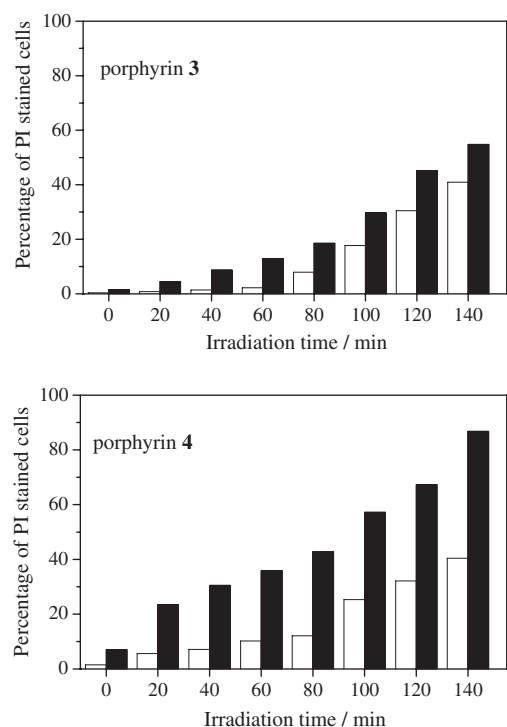 100
80
60
40
20
0
Percentage of PI stained cells
porphyrin 3
0 20 40 60 80 100 120 140
Irradiation time / min
100
80
60
40
20
0
Percentage of PI stained cells
porphyrin 4
0 20 40 60 80 100 120 140
Irradiation time / min